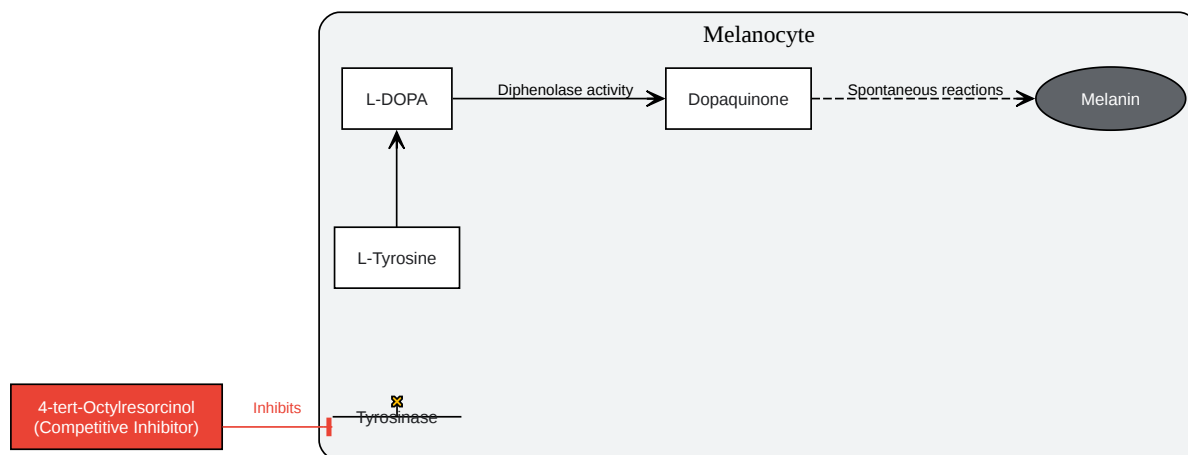 Melanocyte
L-DOPA
Diphenolase activity
Dopaquinone
Spontaneous reactions
Melanin
L-Tyrosine
4-tert-Octylresorcinol
(Competitive Inhibitor)
Inhibits
Tyrosinase